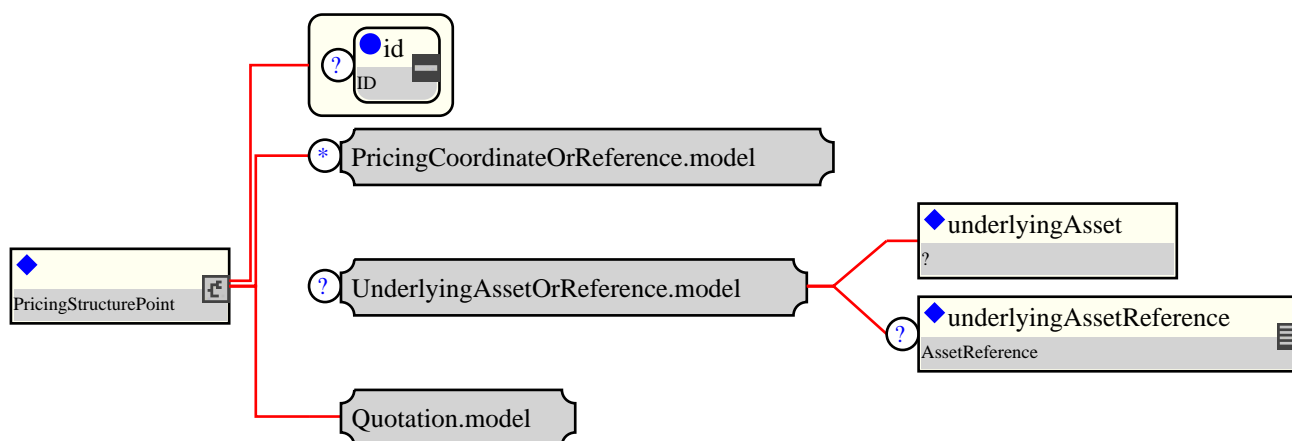 ? id
ID
* PricingCoordinateOrReference.model
underlyingAsset
?
PricingStructurePoint
? UnderlyingAssetOrReference.model
? underlyingAssetReference
AssetReference
Quotation.model